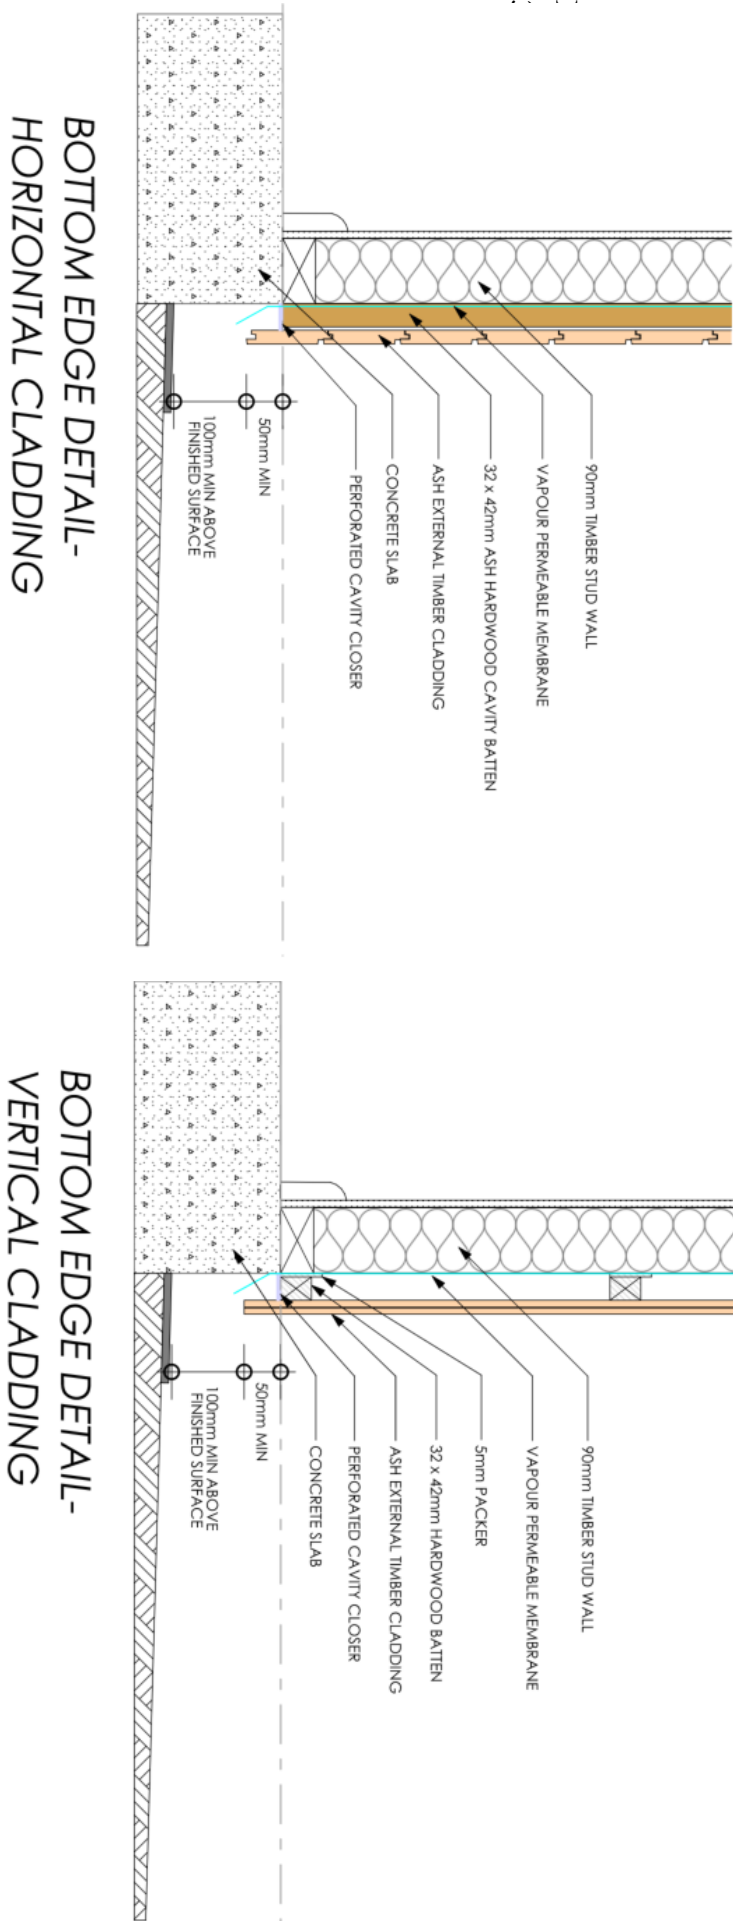 90mm TIMBER STUD WALL
VAPOUR PERMEABLE MEMBRANE
32 x 42mm ASH HARDWOOD CAVITY BATTEN
ASH EXTERNAL TIMBER CLADDING
CONCRETE SLAB
PERFORATED CAVITY CLOSER
50mm MIN
100mm MIN ABOVE
FINISHED SURFACE
BOTTOM EDGE DETAIL-
HORIZONTAL CLADDING
90mm TIMBER STUD WALL
VAPOUR PERMEABLE MEMBRANE
5mm PACKER
32 x 42mm HARDWOOD BATTEN
ASH EXTERNAL TIMBER CLADDING
PERFORATED CAVITY CLOSER
CONCRETE SLAB
50mm MIN
100mm MIN ABOVE
FINISHED SURFACE
BOTTOM EDGE DETAIL-
VERTICAL CLADDING